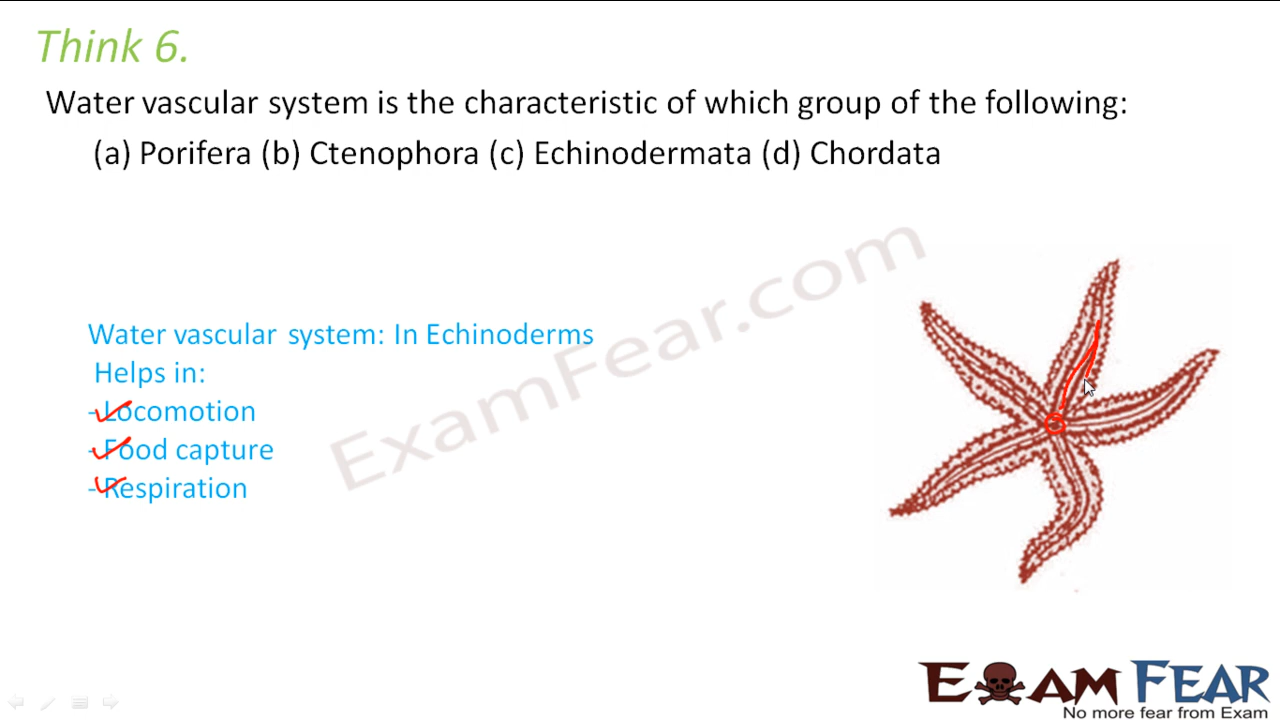 Think 6.
Water vascular system is the characteristic of which group of the following:
(a) Porifera (b) Ctenophora (c) Echinodermata (d) Chordata
ExamFear.com
Water vascular system: In Echinoderms
Helps in:
- Locomotion
- Food capture
- Respiration
EXAM FEAR
No more fear from Exam